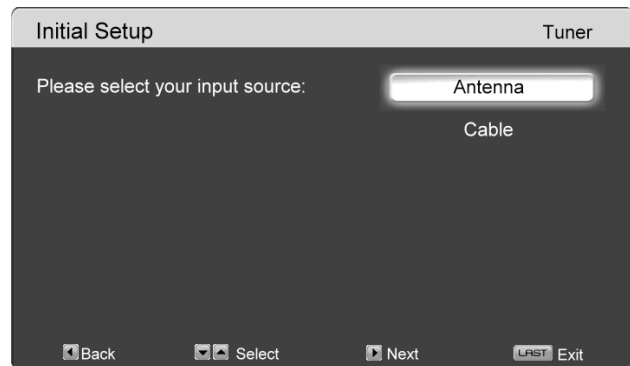 Initial Setup Tuner
Please select your input source: Antenna
Cable
Back Select Next LAST Exit